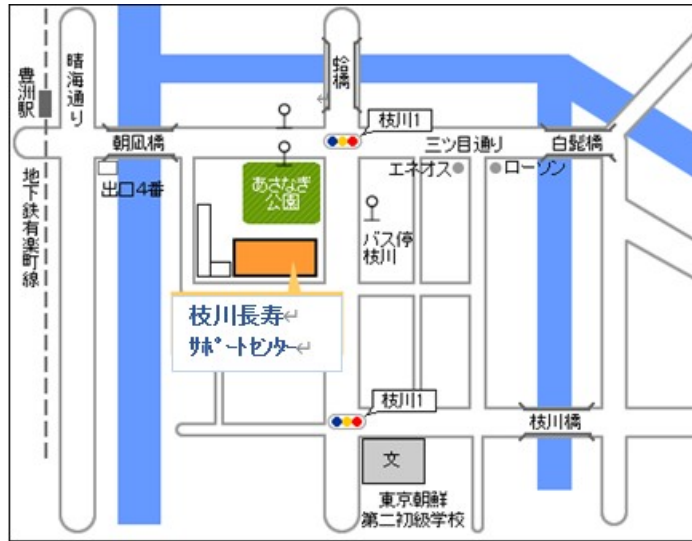 豊洲駅
晴海通り
蛤橋
枝川1
朝凪橋
三ツ目通り
白髭橋
出口4番
あさなぎ
公園
エネオス
ローソン
地下鉄有楽町線
バス停
枝川
枝川長寿
サポートセンター
枝川1
枝川橋
文
東京朝鮮
第二初級学校